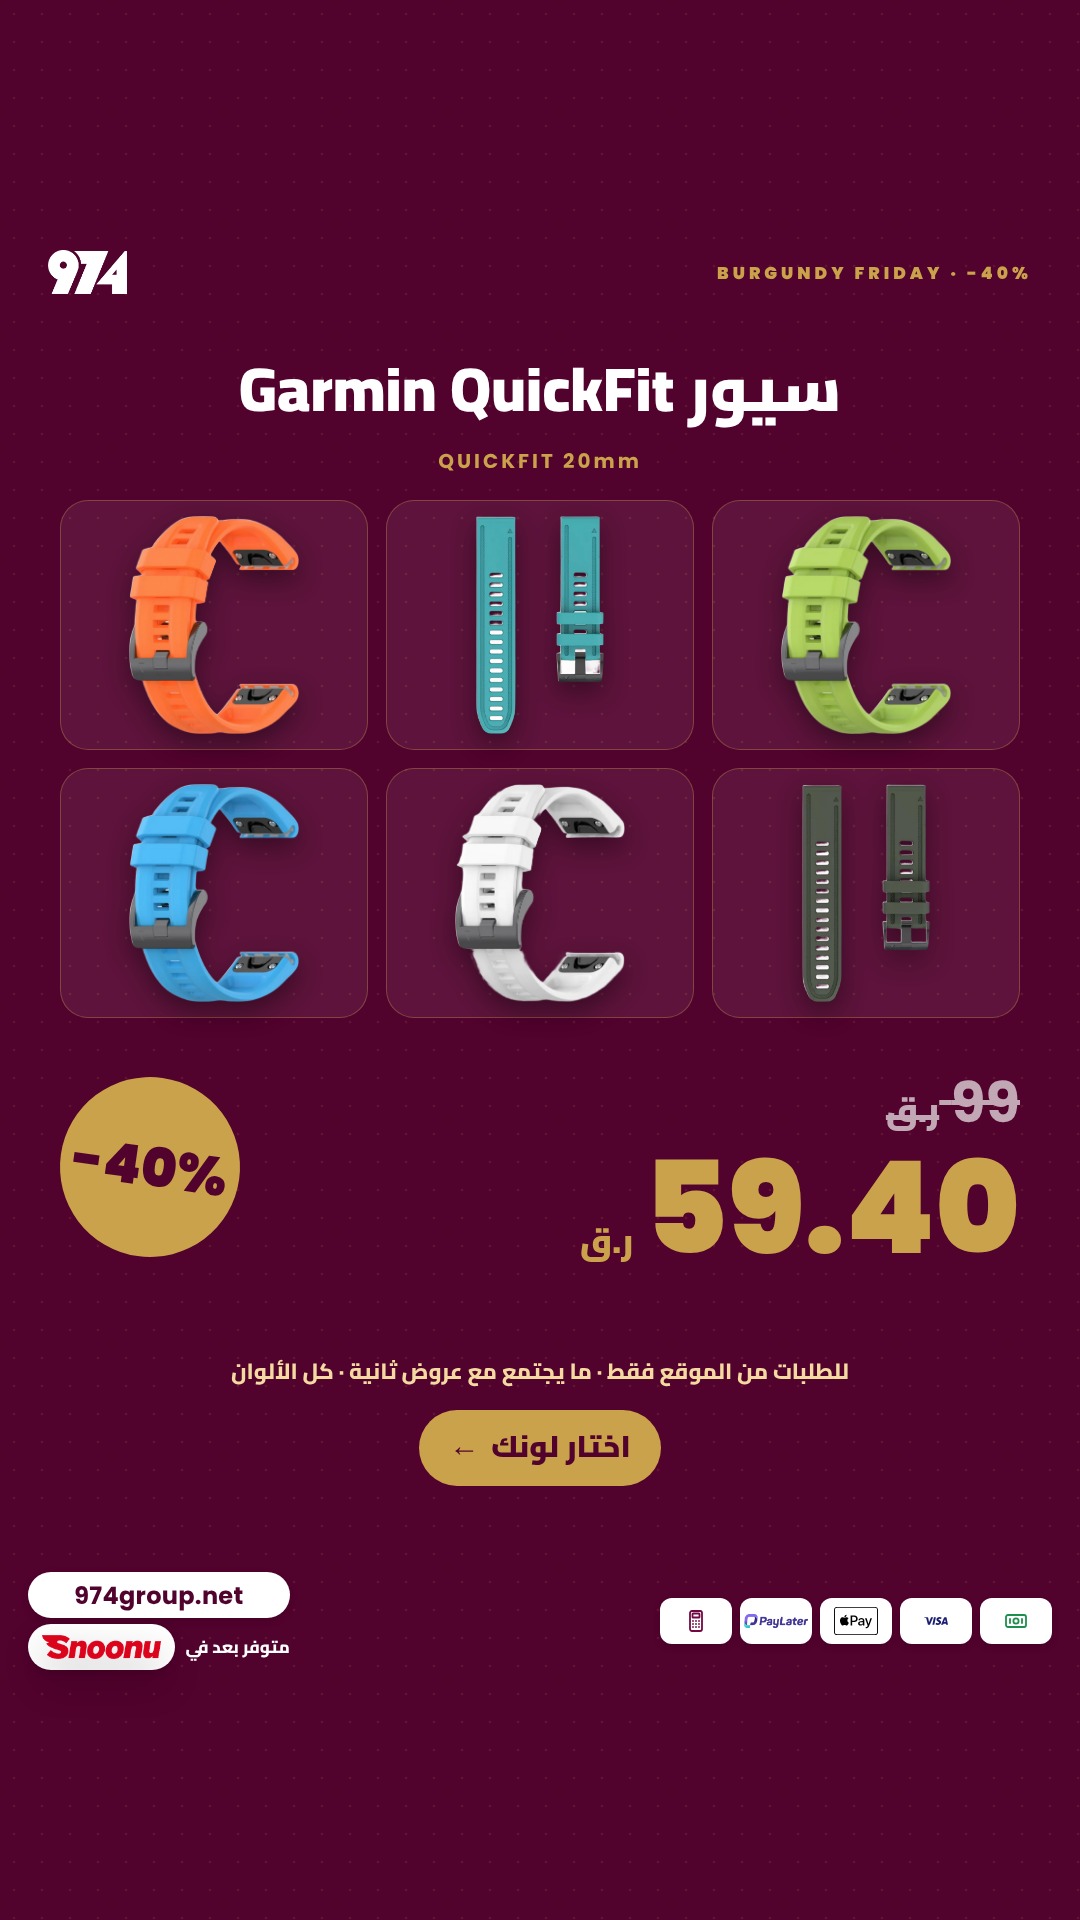 974
BURGUNDY FRIDAY · -40%
سيور Garmin QuickFit
QUICKFIT 20mm
99 ر.ق
-40%
59.40 ر.ق
للطلبات من الموقع فقط · ما يجتمع مع عروض ثانية · كل الألوان
اختار لونك ←
974group.net
متوفر بعد في Snoonu
PayLater
Pay
VISA